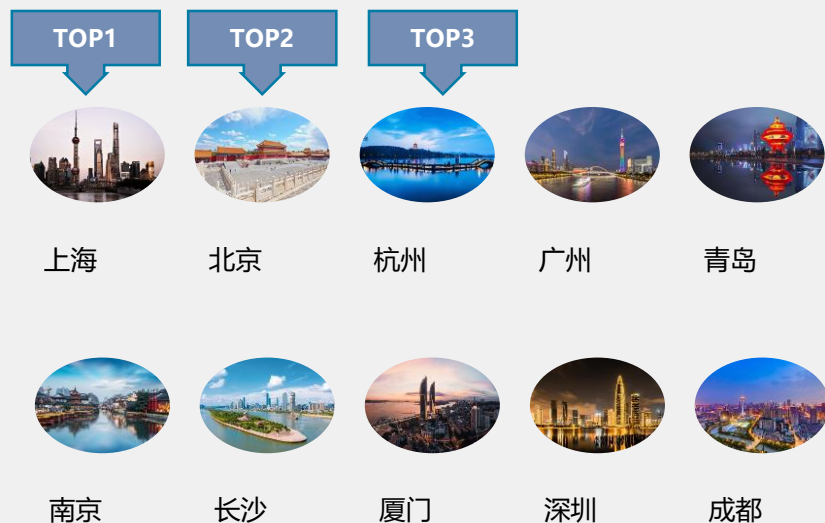 TOP1 TOP2 TOP3
上海 北京 杭州 广州 青岛
南京 长沙 厦门 深圳 成都